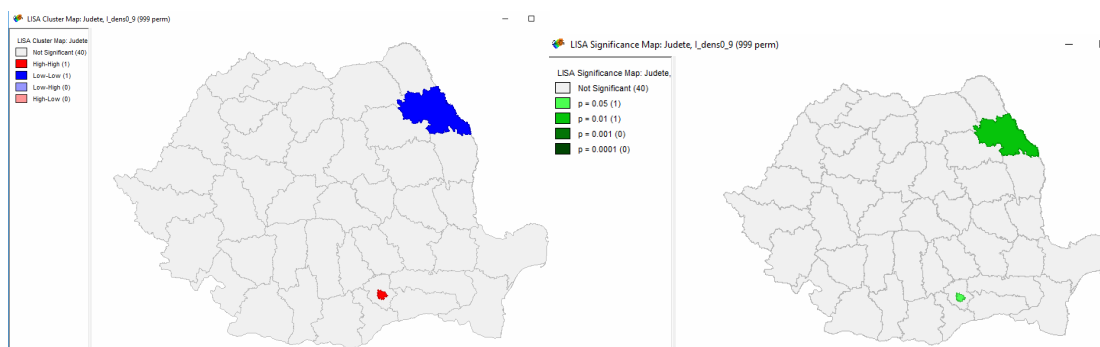 LISA Cluster Map: Judete, I_dens0_9 (999 perm)
LISA Cluster Map: Judete
Not Significant (40)
High-High (1)
Low-Low (1)
Low-High (0)
High-Low (0)
LISA Significance Map: Judete, I_dens0_9 (999 perm)
LISA Significance Map: Judete,
Not Significant (40)
p = 0.05 (1)
p = 0.01 (1)
p = 0.001 (0)
p = 0.0001 (0)